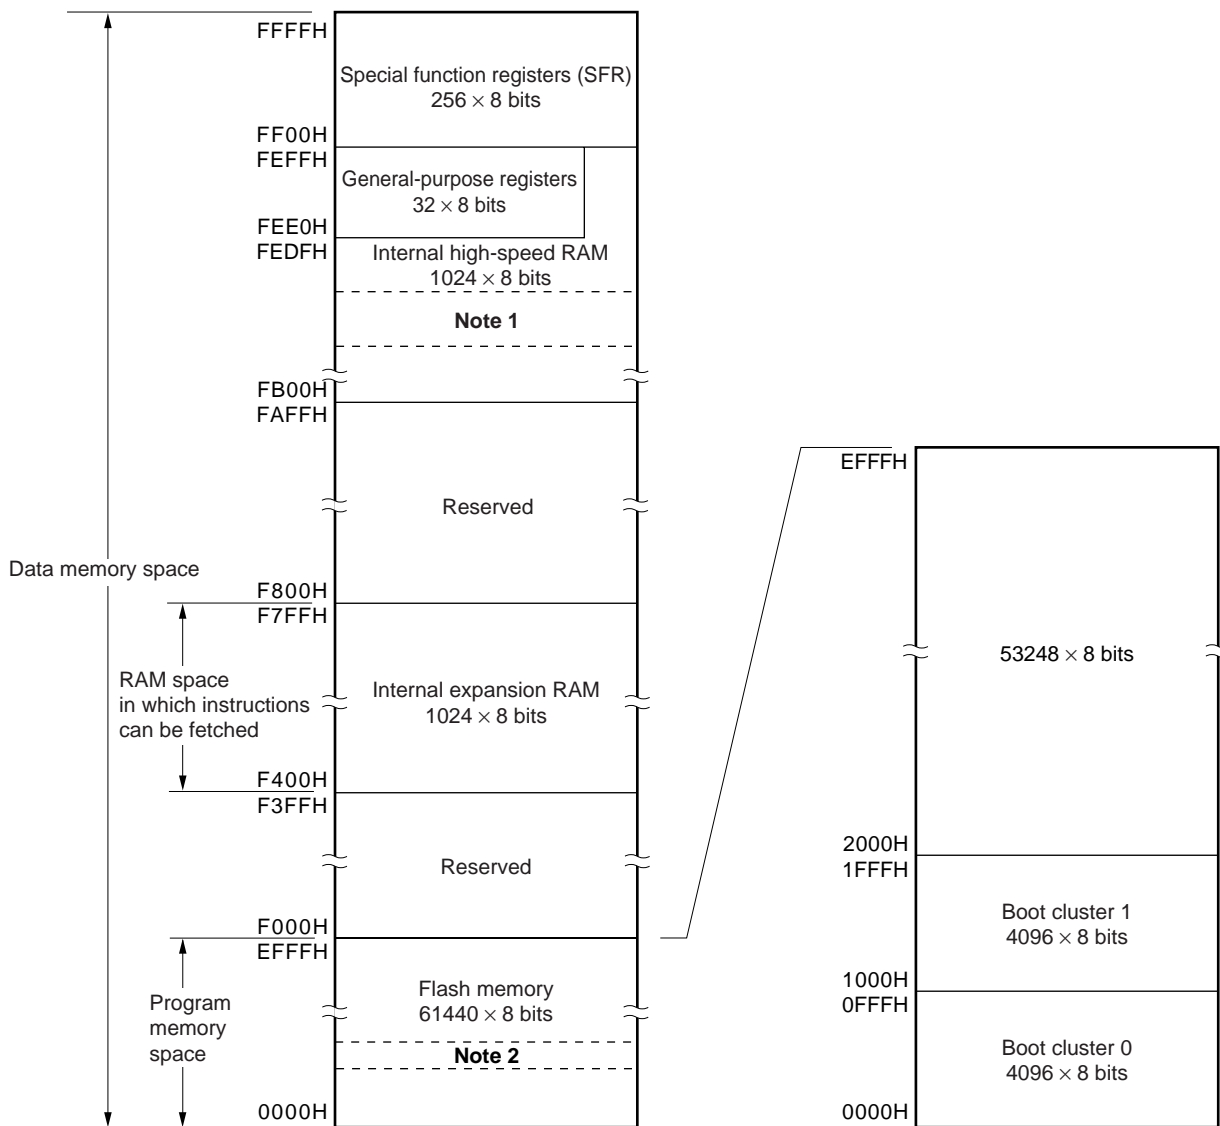 FFFFH
Special function registers (SFR)
256 × 8 bits
FF00H
FEFFH
General-purpose registers
32 × 8 bits
FEE0H
FEDFH
Internal high-speed RAM
1024 × 8 bits
Note 1
FB00H
FAFFH
Reserved
Data memory space
F800H
F7FFH
RAM space
in which instructions
can be fetched
Internal expansion RAM
1024 × 8 bits
F400H
F3FFH
Reserved
F000H
EFFFH
Program
memory
space
Flash memory
61440 × 8 bits
Note 2
0000H
EFFFH
53248 × 8 bits
2000H
1FFFH
Boot cluster 1
4096 × 8 bits
1000H
0FFFH
Boot cluster 0
4096 × 8 bits
0000H